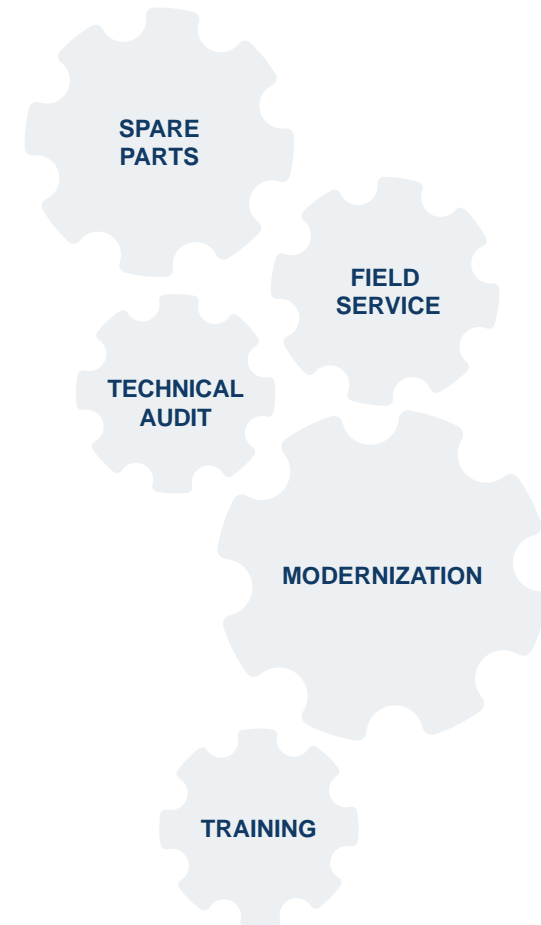 SPARE
PARTS
FIELD
SERVICE
TECHNICAL
AUDIT
MODERNIZATION
TRAINING